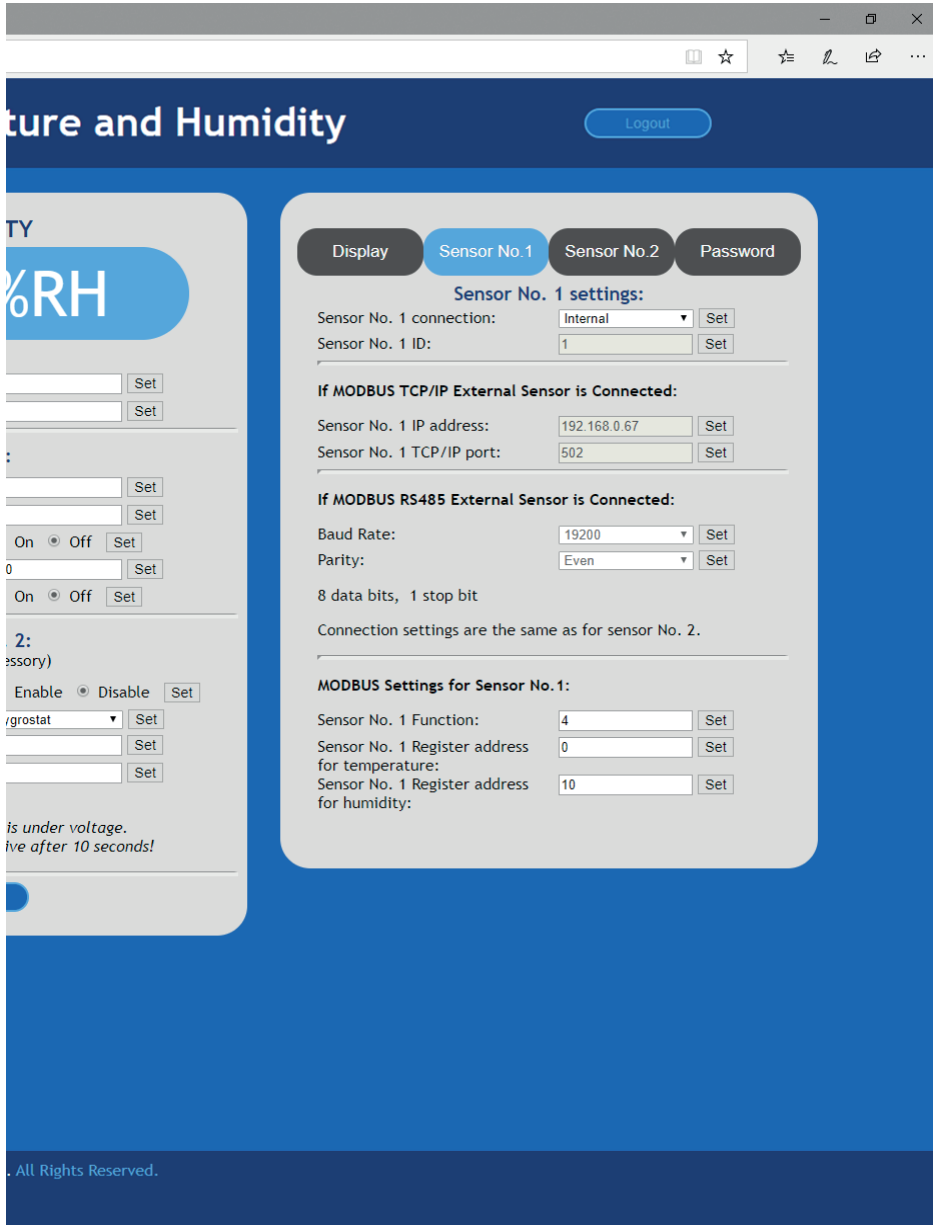 ture and Humidity
Logout
TY
%RH
Set
Set
:
Set
Set
On Off Set
0 Set
On Off Set
. 2:
essory)
Enable Disable Set
ygrostat Set
Set
Set
is under voltage.
ive after 10 seconds!
Display Sensor No.1 Sensor No.2 Password
Sensor No. 1 settings:
Sensor No. 1 connection: Internal Set
Sensor No. 1 ID: 1 Set
If MODBUS TCP/IP External Sensor is Connected:
Sensor No. 1 IP address: 192.168.0.67 Set
Sensor No. 1 TCP/IP port: 502 Set
If MODBUS RS485 External Sensor is Connected:
Baud Rate: 19200 Set
Parity: Even Set
8 data bits, 1 stop bit
Connection settings are the same as for sensor No. 2.
MODBUS Settings for Sensor No.1:
Sensor No. 1 Function: 4 Set
Sensor No. 1 Register address 0 Set
for temperature:
Sensor No. 1 Register address 10 Set
for humidity:
. All Rights Reserved.